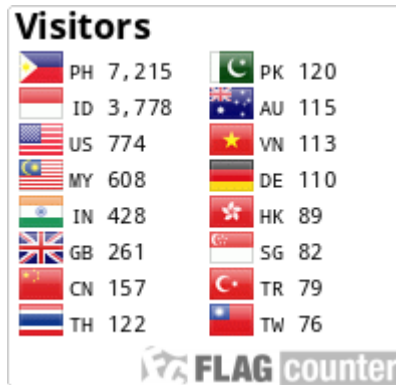 Visitors
PH 7,215
ID 3,778
US 774
MY 608
IN 428
GB 261
CN 157
TH 122
PK 120
AU 115
VN 113
DE 110
HK 89
SG 82
TR 79
TW 76
FLAG counter